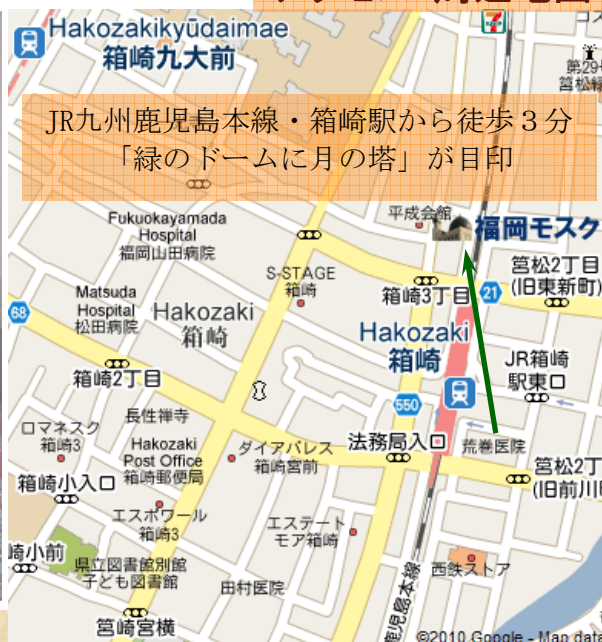 Hakozakikyūdaimae
箱崎九大前
JR九州鹿児島本線・箱崎駅から徒歩3分
「緑のドームに月の塔」が目印
Fukuokayamada
Hospital
福岡山田病院
平成会館
福岡モスク
S-STAGE
箱崎
箱崎3丁目
21
筥松2丁目
(旧東新町)
68
Matsuda
Hospital
松田病院
Hakozaki
箱崎
Hakozaki
箱崎
JR箱崎
駅東口
箱崎2丁目
550
ロマネスク
箱崎3
長性禅寺
Hakozaki
Post Office
箱崎郵便局
ダイアパレス
箱崎宮前
法務局入口
荒巻医院
筥松2丁
(旧前川
箱崎小入口
エスポワール
箱崎3
エステート
モア箱崎
崎小前
県立図書館別館
子ども図書館
田村医院
鹿児島本線
西鉄ストア
筥崎宮横
©2010 Google - Map dat